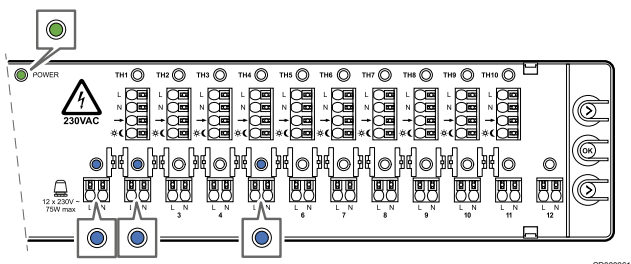 POWER
TH1 TH2 TH3 TH4 TH5 TH6 TH7 TH8 TH9 TH10
L L L L L L L L L L
N N N N N N N N N N
230VAC
OK
12 x 230V ~
75W max
L N L N L N L N L N L N L N L N L N L N L N L N
3 4 6 7 8 9 10 11 12